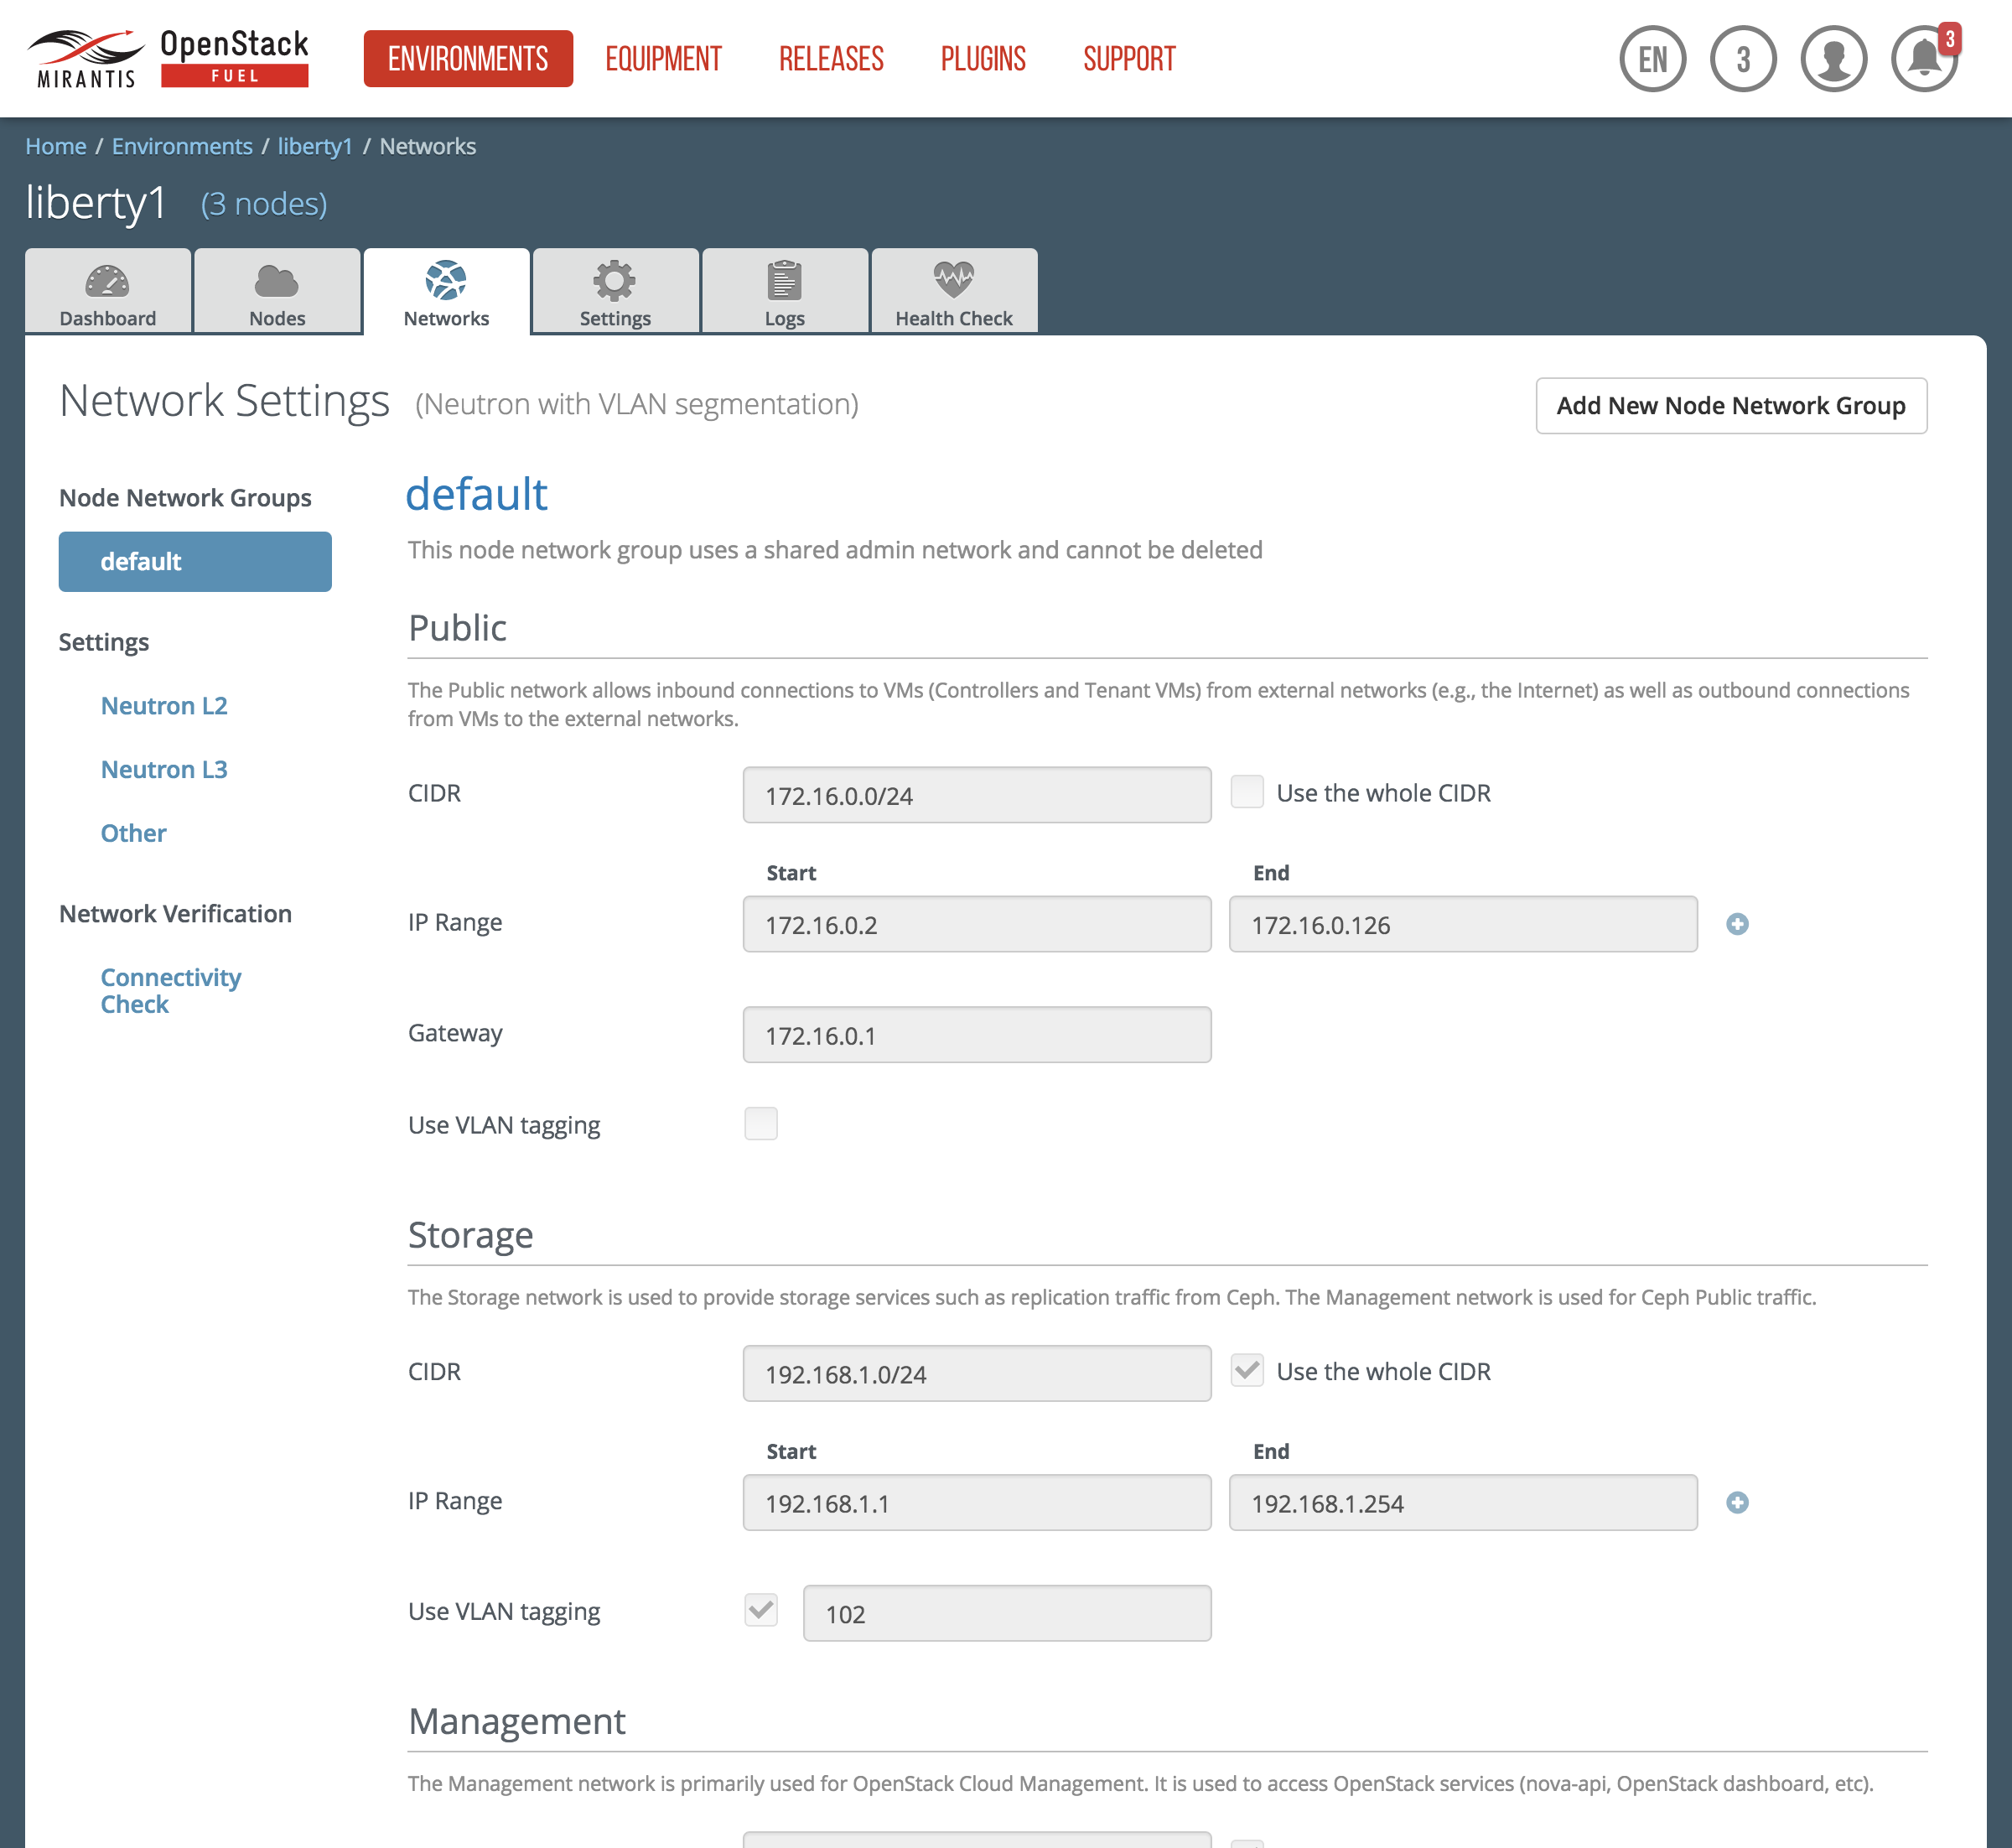 MIRANTIS
OpenStack
FUEL
ENVIRONMENTS EQUIPMENT RELEASES PLUGINS SUPPORT
EN 3 3
Home / Environments / liberty1 / Networks
liberty1 (3 nodes)
Dashboard Nodes Networks Settings Logs Health Check
Network Settings (Neutron with VLAN segmentation)
Add New Node Network Group
Node Network Groups
default
Settings
Neutron L2
Neutron L3
Other
Network Verification
Connectivity
Check
default
This node network group uses a shared admin network and cannot be deleted
Public
The Public network allows inbound connections to VMs (Controllers and Tenant VMs) from external networks (e.g., the Internet) as well as outbound connections
from VMs to the external networks.
CIDR 172.16.0.0/24 Use the whole CIDR
Start End
IP Range 172.16.0.2 172.16.0.126
Gateway 172.16.0.1
Use VLAN tagging
Storage
The Storage network is used to provide storage services such as replication traffic from Ceph. The Management network is used for Ceph Public traffic.
CIDR 192.168.1.0/24 Use the whole CIDR
Start End
IP Range 192.168.1.1 192.168.1.254
Use VLAN tagging 102
Management
The Management network is primarily used for OpenStack Cloud Management. It is used to access OpenStack services (nova-api, OpenStack dashboard, etc).